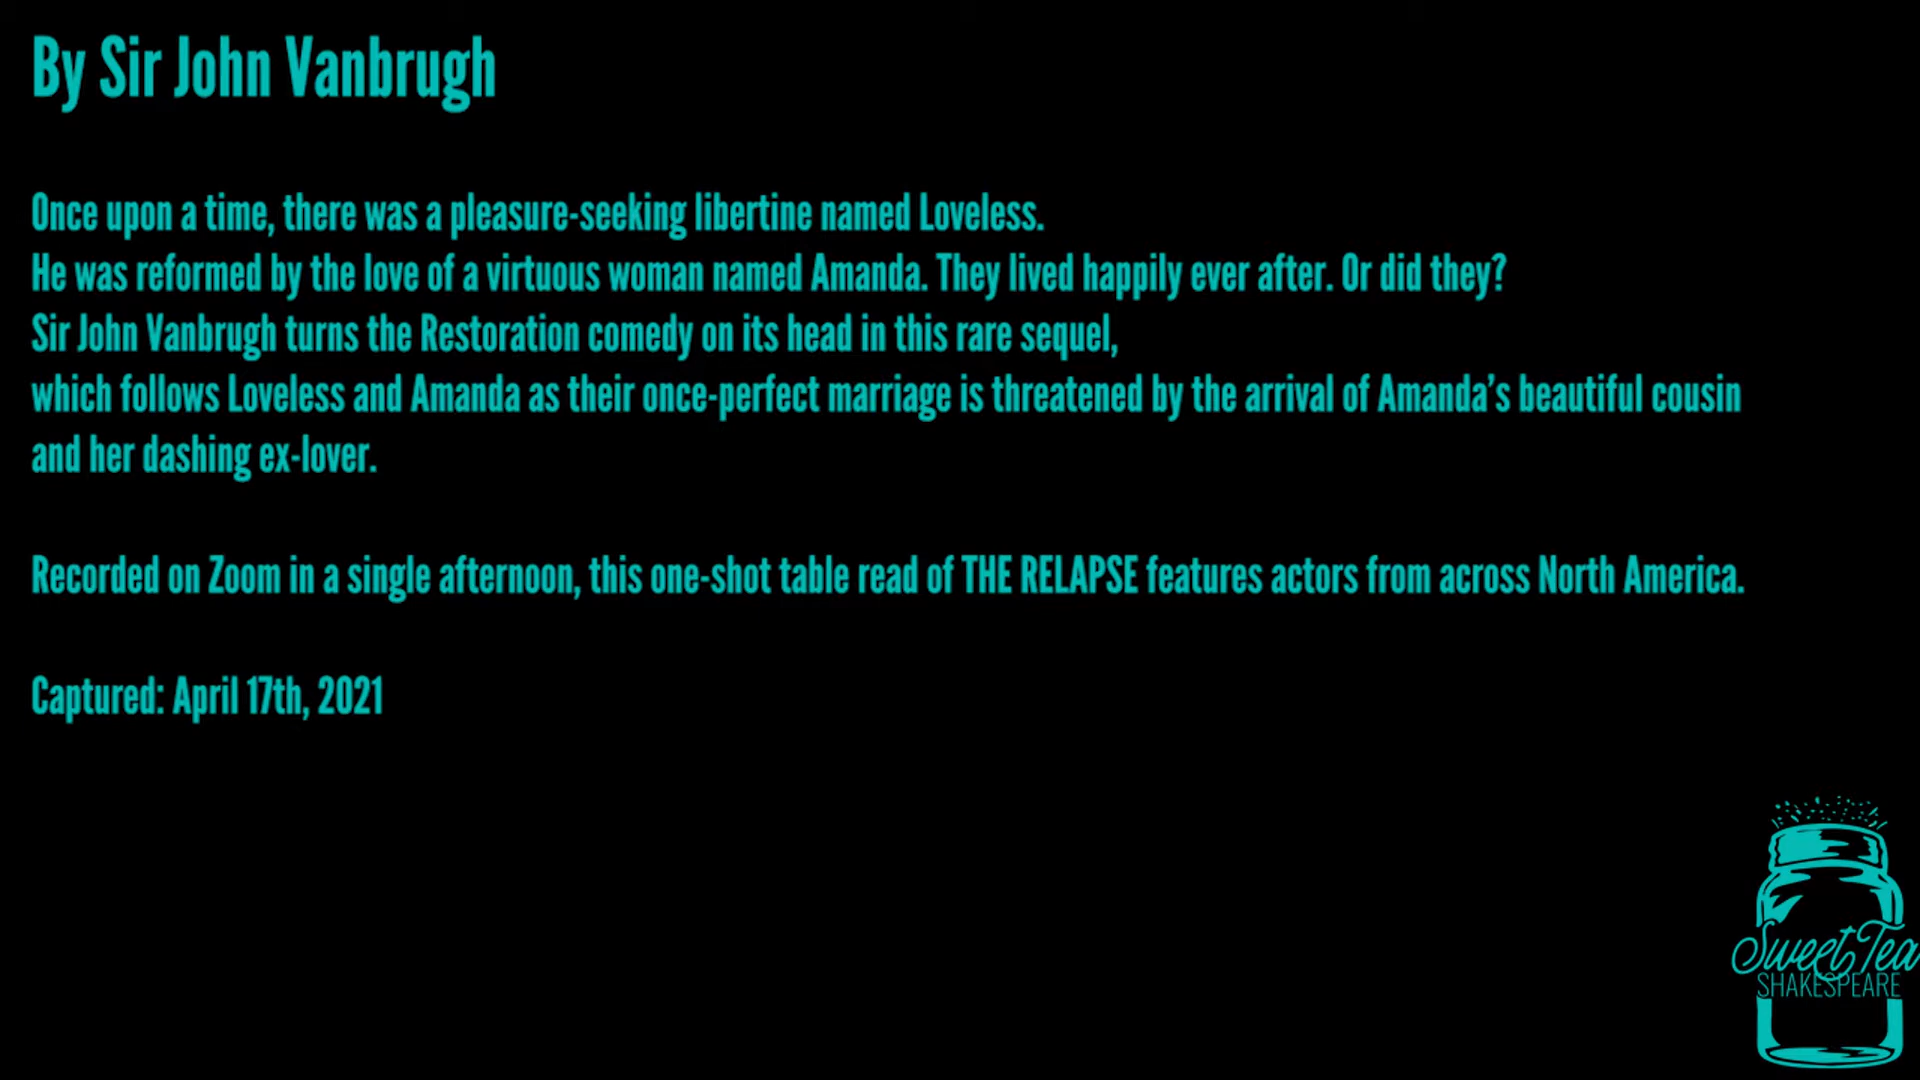 By Sir John Vanbrugh
Once upon a time, there was a pleasure-seeking libertine named Loveless.
He was reformed by the love of a virtuous woman named Amanda. They lived happily ever after. Or did they?
Sir John Vanbrugh turns the Restoration comedy on its head in this rare sequel,
which follows Loveless and Amanda as their once-perfect marriage is threatened by the arrival of Amanda’s beautiful cousin
and her dashing ex-lover.
Recorded on Zoom in a single afternoon, this one-shot table read of THE RELAPSE features actors from across North America.
Captured: April 17th, 2021
Sweet Tea
SHAKESPEARE